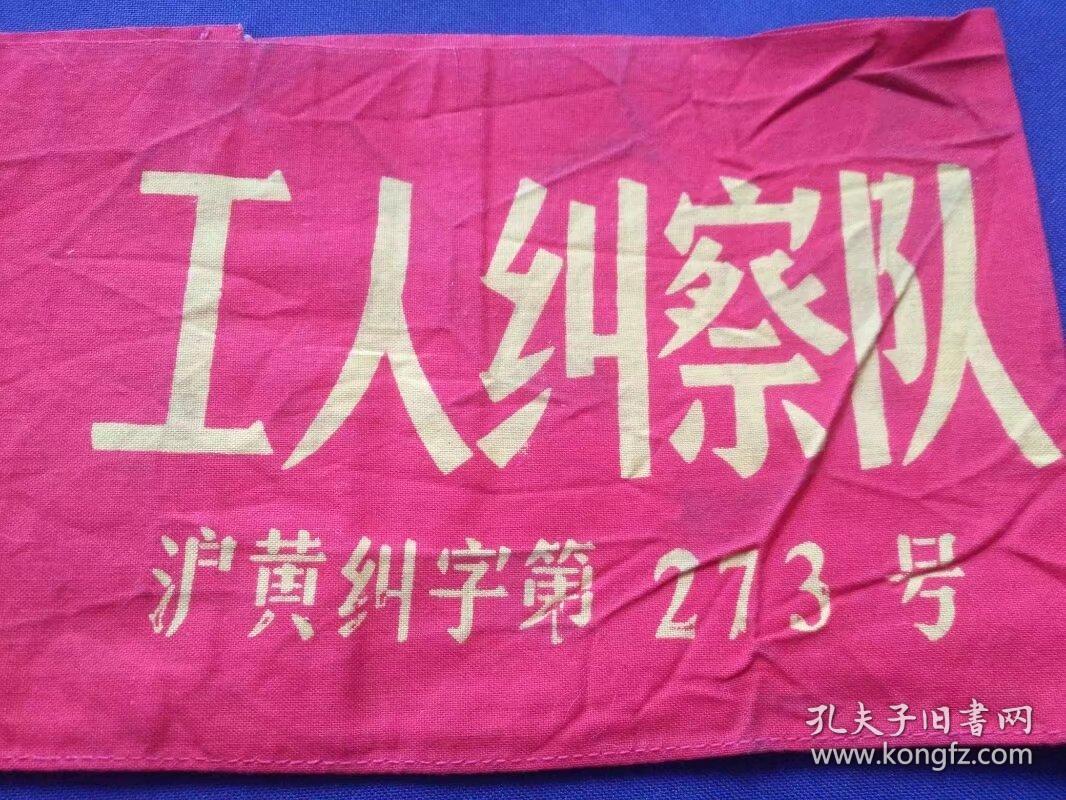 工人纠察队
沪黄纠字第 273 号
孔夫子旧書网
www.kongfz.com